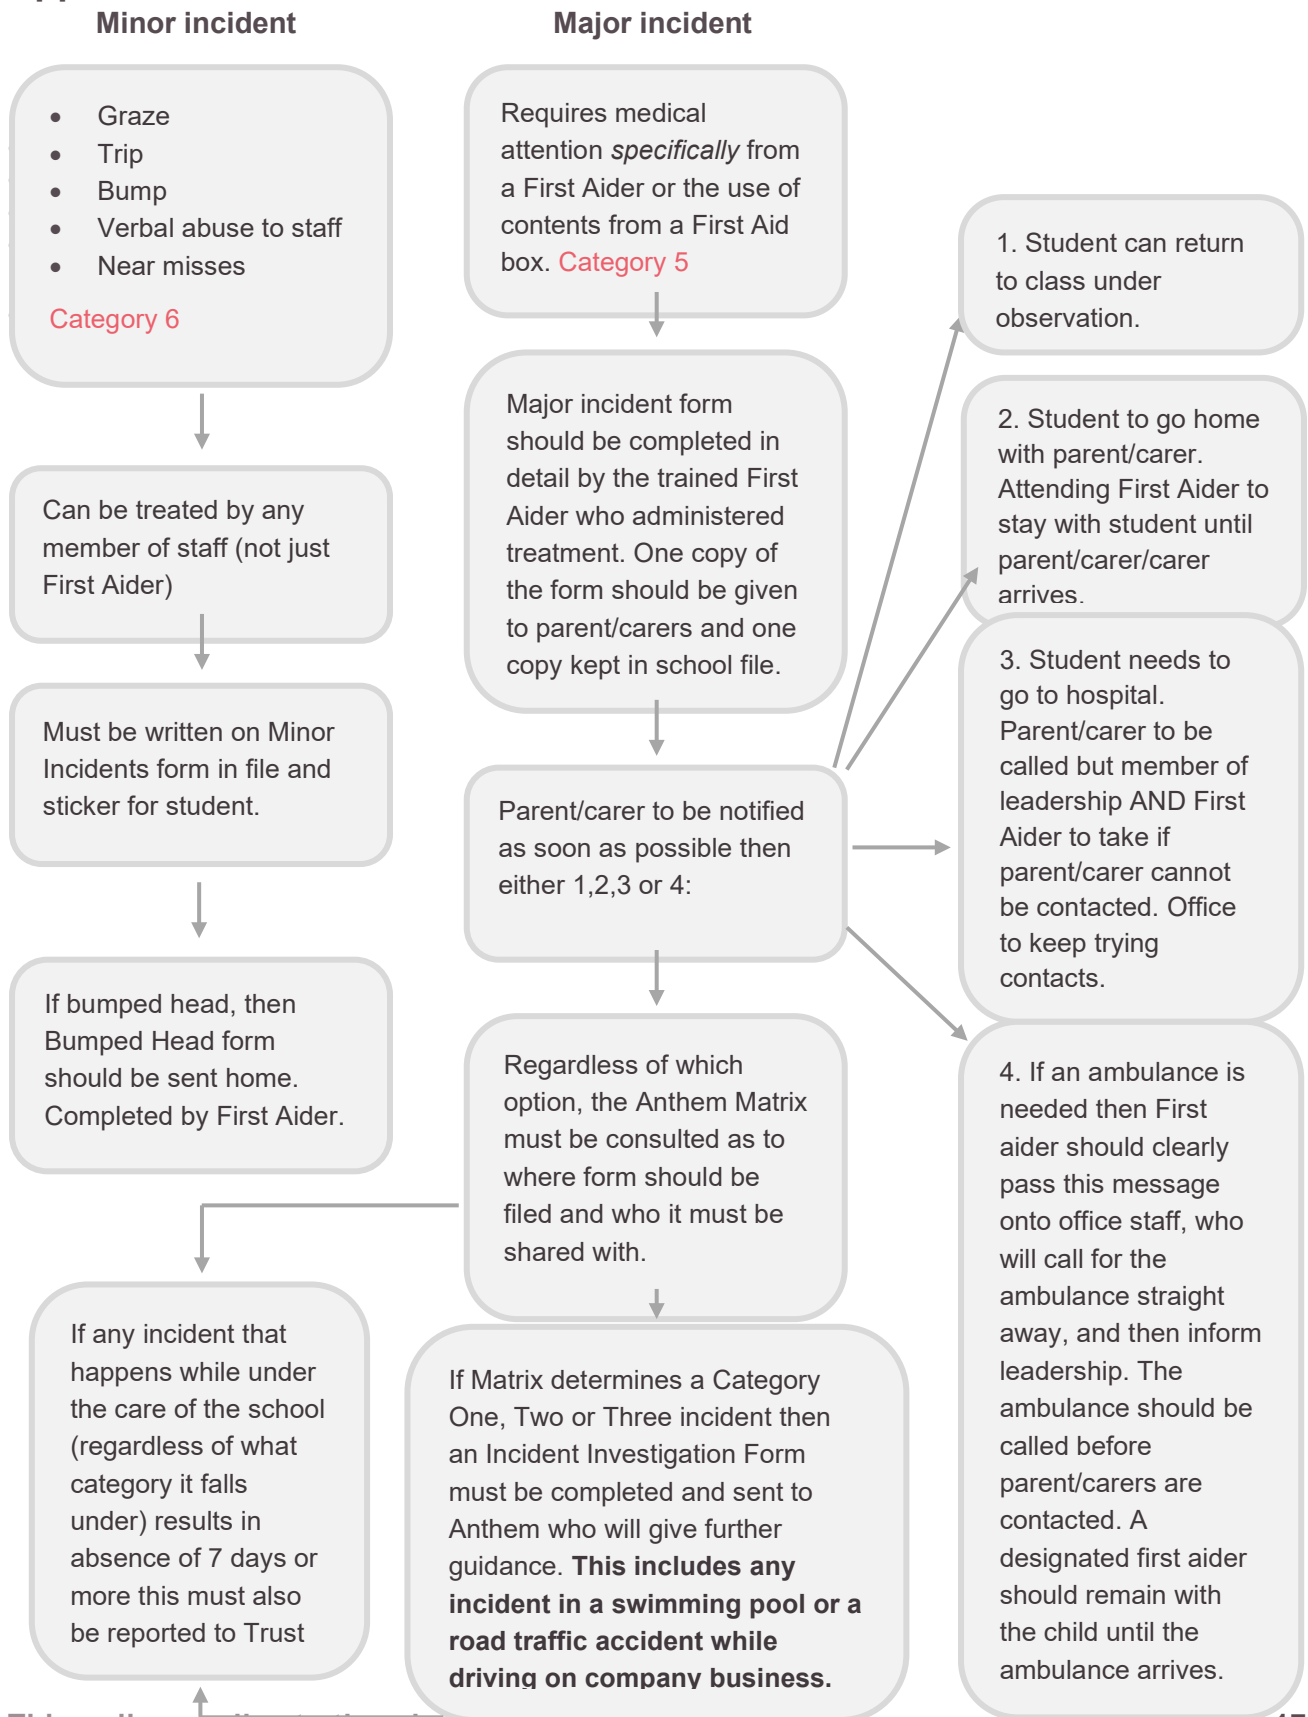 Minor incident
Major incident
• Graze
• Trip
• Bump
• Verbal abuse to staff
• Near misses
Category 6
Can be treated by any
member of staff (not just
First Aider)
Must be written on Minor
Incidents form in file and
sticker for student.
If bumped head, then
Bumped Head form
should be sent home.
Completed by First Aider.
If any incident that
happens while under
the care of the school
(regardless of what
category it falls
under) results in
absence of 7 days or
more this must also
be reported to Trust
Requires medical
attention specifically from
a First Aider or the use of
contents from a First Aid
box. Category 5
Major incident form
should be completed in
detail by the trained First
Aider who administered
treatment. One copy of
the form should be given
to parent/carers and one
copy kept in school file.
Parent/carer to be notified
as soon as possible then
either 1,2,3 or 4:
Regardless of which
option, the Anthem Matrix
must be consulted as to
where form should be
filed and who it must be
shared with.
If Matrix determines a Category
One, Two or Three incident then
an Incident Investigation Form
must be completed and sent to
Anthem who will give further
guidance. This includes any
incident in a swimming pool or a
road traffic accident while
driving on company business.
1. Student can return
to class under
observation.
2. Student to go home
with parent/carer.
Attending First Aider to
stay with student until
parent/carer/carer
arrives.
3. Student needs to
go to hospital.
Parent/carer to be
called but member of
leadership AND First
Aider to take if
parent/carer cannot
be contacted. Office
to keep trying
contacts.
4. If an ambulance is
needed then First
aider should clearly
pass this message
onto office staff, who
will call for the
ambulance straight
away, and then inform
leadership. The
ambulance should be
called before
parent/carers are
contacted. A
designated first aider
should remain with
the child until the
ambulance arrives.